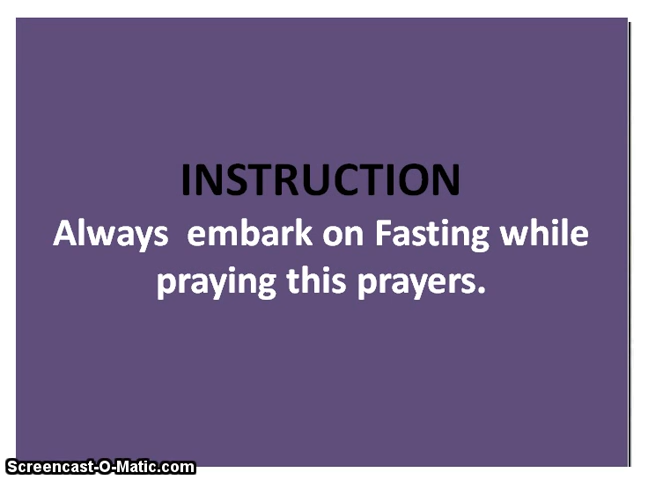 INSTRUCTION
Always embark on Fasting while
praying this prayers.
Screencast-O-Matic.com